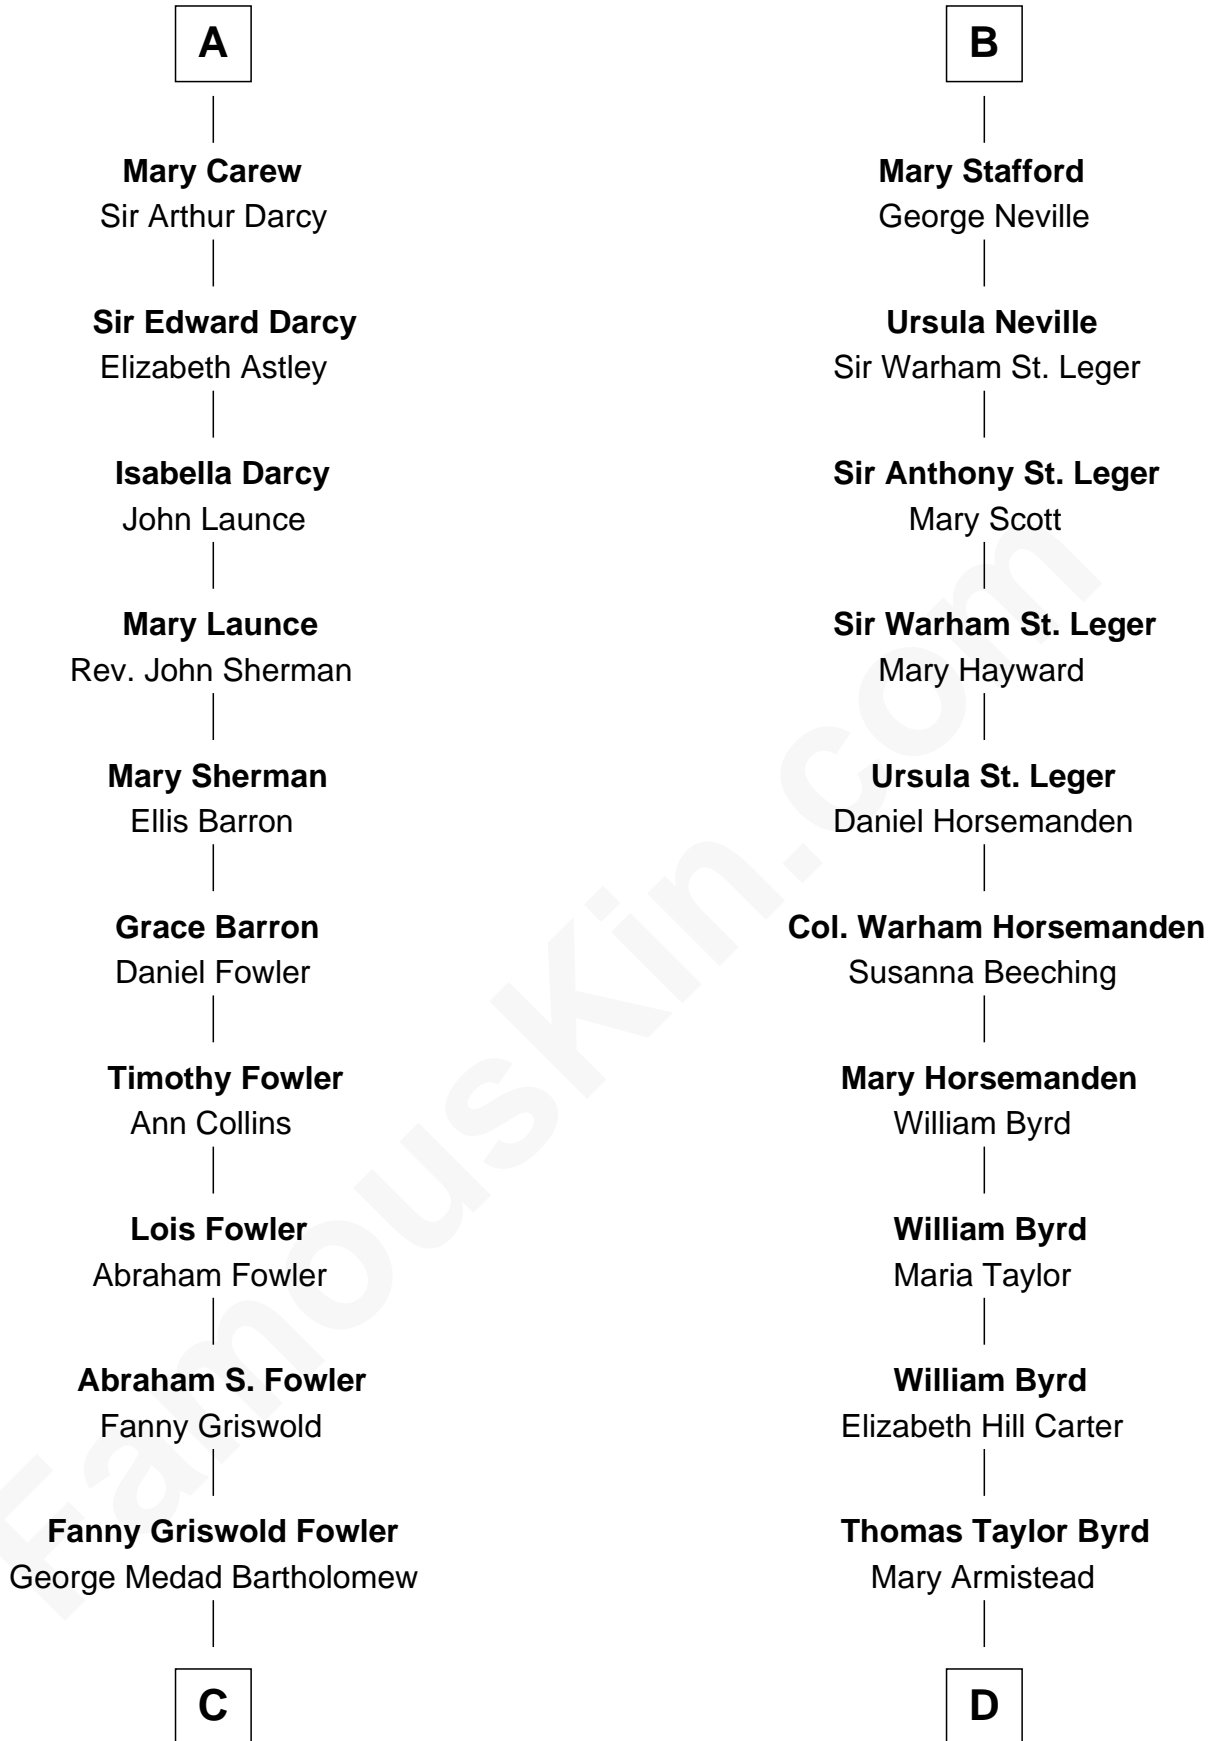 A
Mary Carew
Sir Arthur Darcy
Sir Edward Darcy
Elizabeth Astley
Isabella Darcy
John Launce
Mary Launce
Rev. John Sherman
Mary Sherman
Ellis Barron
Grace Barron
Daniel Fowler
Timothy Fowler
Ann Collins
Lois Fowler
Abraham Fowler
Abraham S. Fowler
Fanny Griswold
Fanny Griswold Fowler
George Medad Bartholomew
C
B
Mary Stafford
George Neville
Ursula Neville
Sir Warham St. Leger
Sir Anthony St. Leger
Mary Scott
Sir Warham St. Leger
Mary Hayward
Ursula St. Leger
Daniel Horsemanden
Col. Warham Horsemanden
Susanna Beeching
Mary Horsemanden
William Byrd
William Byrd
Maria Taylor
William Byrd
Elizabeth Hill Carter
Thomas Taylor Byrd
Mary Armistead
D
FamousKin.com